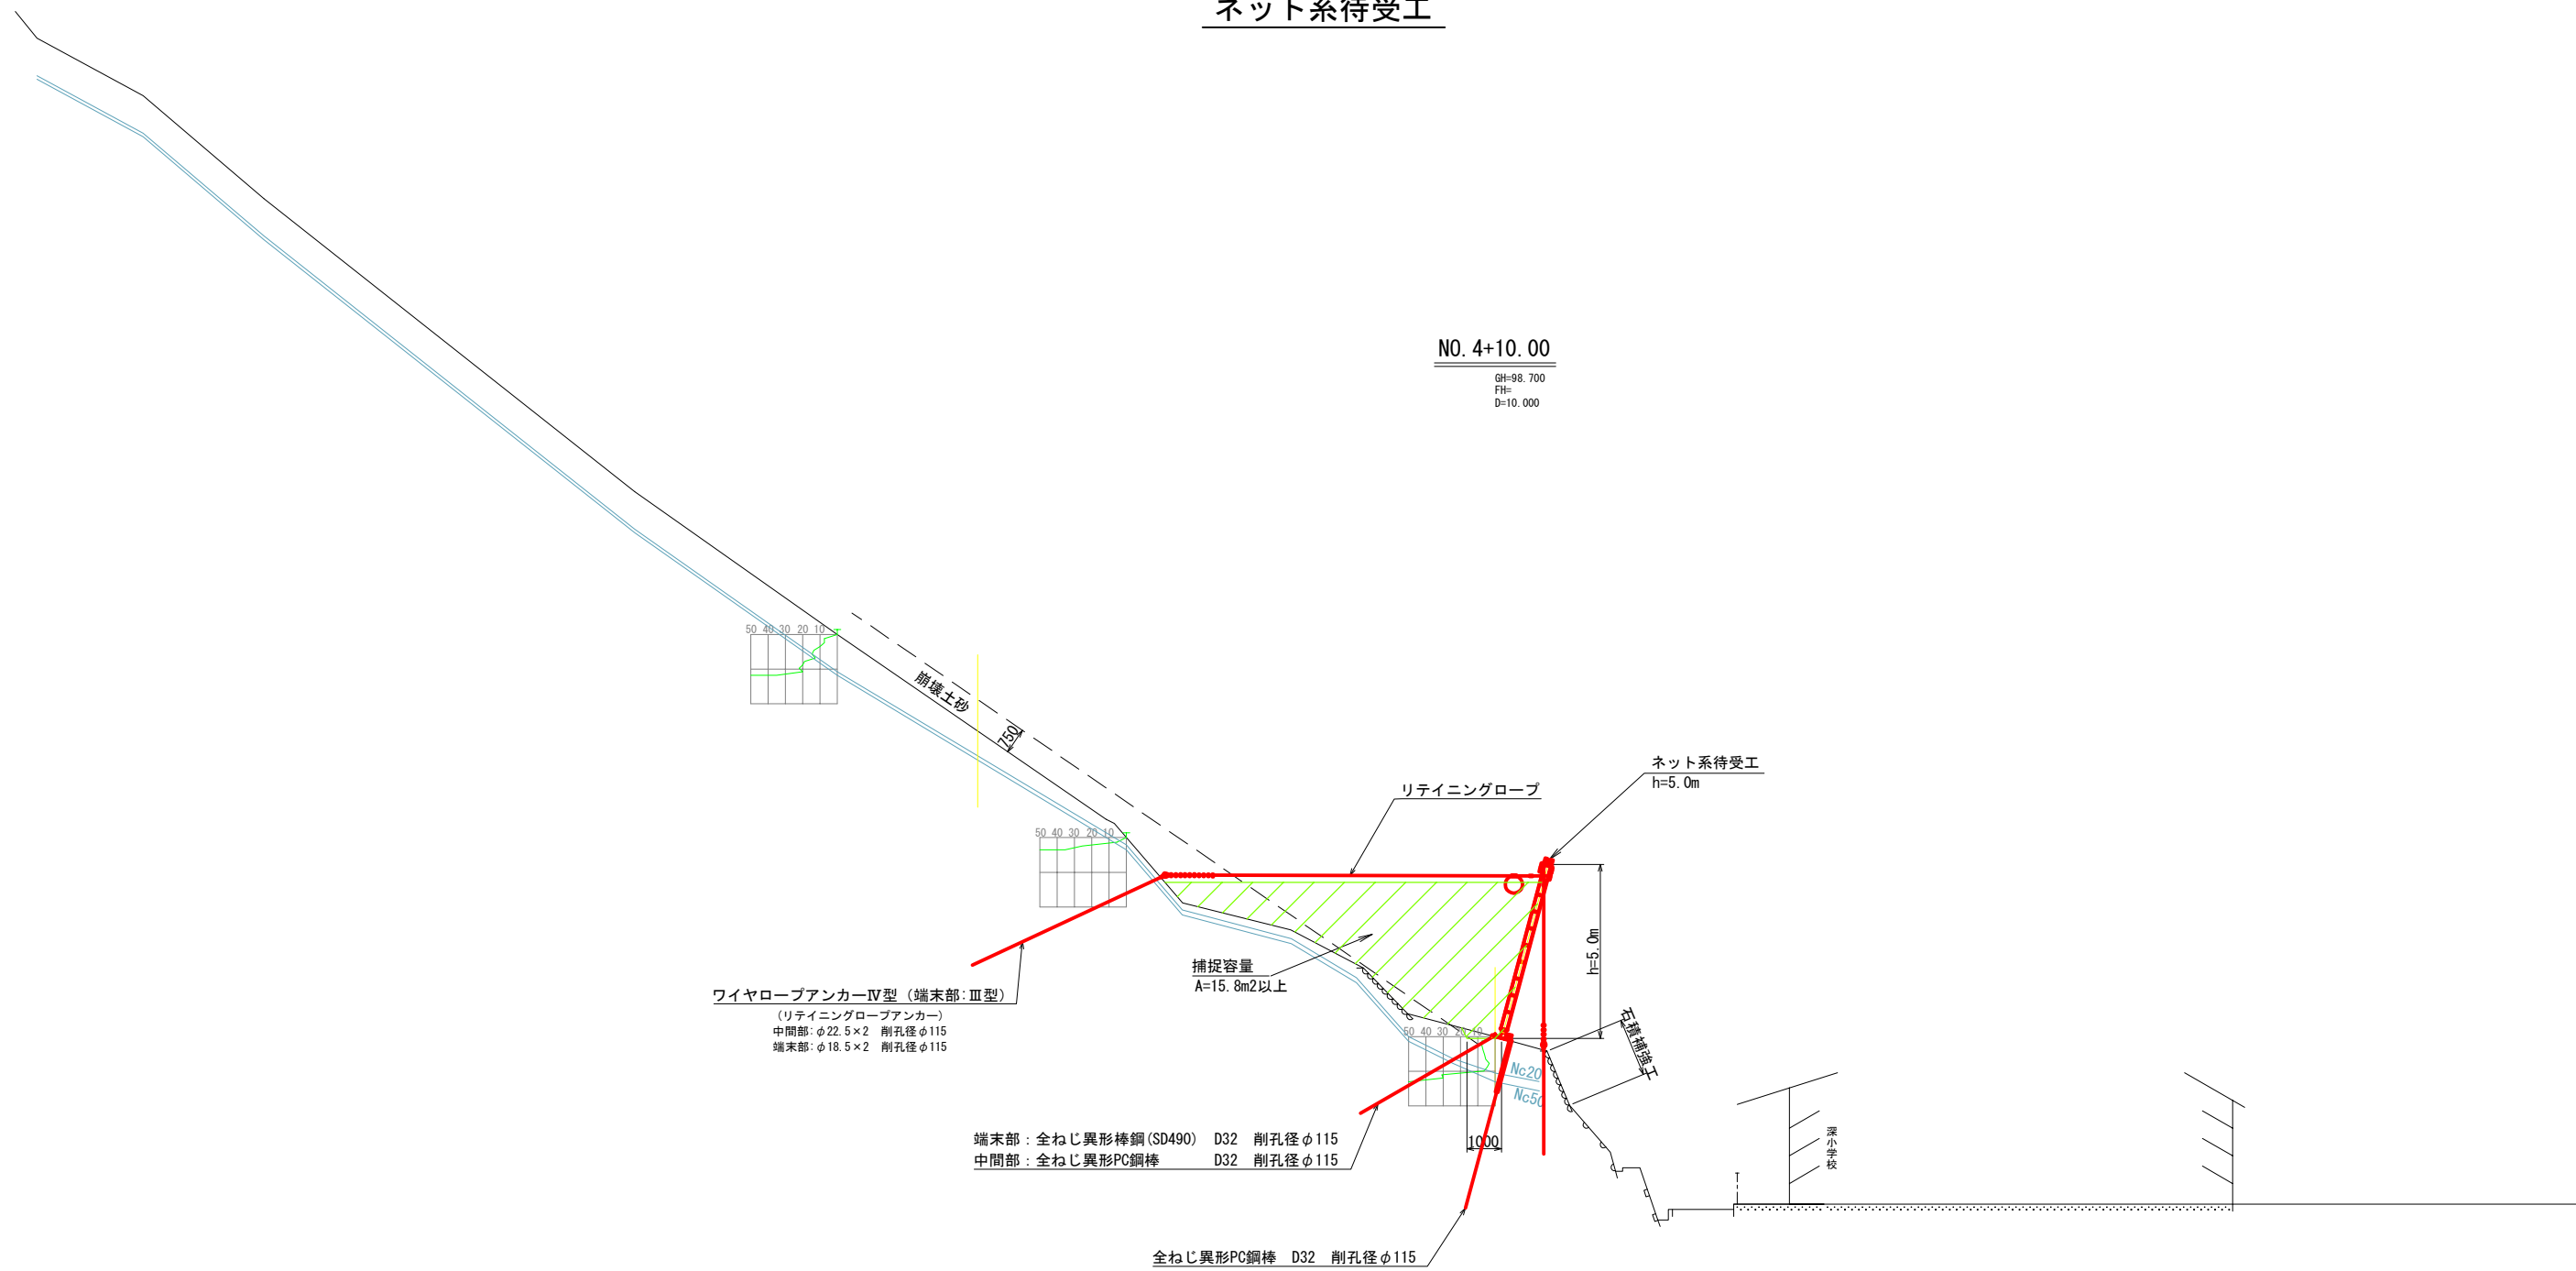 ネット系待受工
NO.4+10.00
GH=98.700
FH=
D=10.000
50 40 30 20 10
崩壊土砂
750
ネット系待受工
h=5.0m
リテイニングロープ
50 40 30 20 10
h=5.0m
捕捉容量
A=15.8m2以上
ワイヤロープアンカーⅣ型（端末部:Ⅲ型）
（リテイニングロープアンカー）
中間部:φ22.5×2 削孔径φ115
端末部:φ18.5×2 削孔径φ115
石積補強工
50 40 30 20 10
Nc20
Nc50
端末部：全ねじ異形棒鋼(SD490) D32 削孔径φ115
中間部：全ねじ異形PC鋼棒 D32 削孔径φ115
1000
深小学校
全ねじ異形PC鋼棒 D32 削孔径φ115